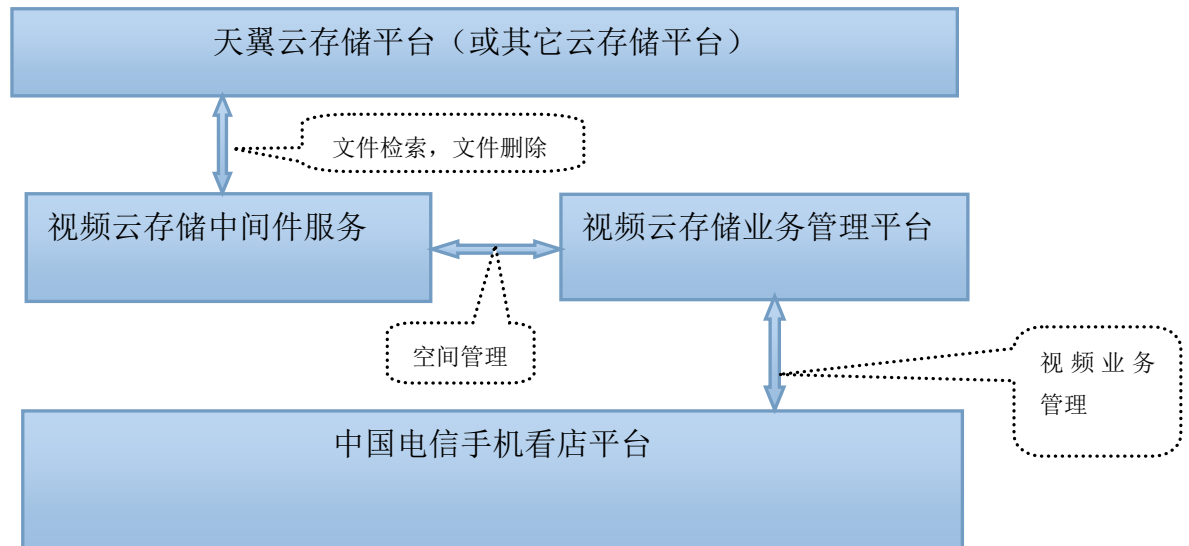 天翼云存储平台（或其它云存储平台）
文件检索，文件删除
视频云存储中间件服务
视频云存储业务管理平台
空间管理
视频业务
管理
中国电信手机看店平台